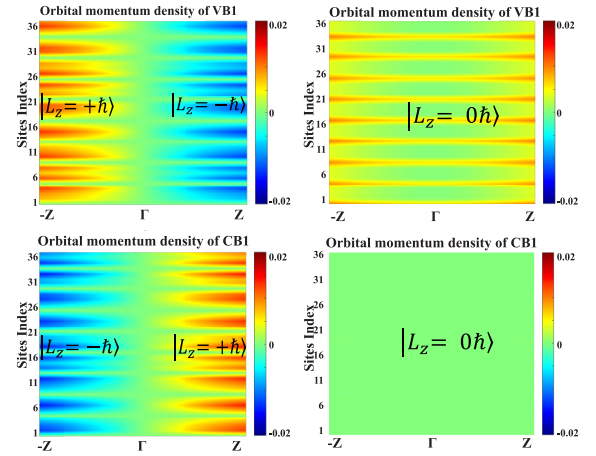 Orbital momentum density of VB1
Sites Index
36
31
26
21
16
11
6
1
|L_z= +ħ⟩
|L_z= −ħ⟩
-Z
Γ
Z
0.02
0
-0.02
Orbital momentum density of VB1
Sites Index
36
31
26
21
16
11
6
1
|L_z= 0ħ⟩
-Z
Γ
Z
0.02
0
-0.02
Orbital momentum density of CB1
Sites Index
36
31
26
21
16
11
6
1
|L_z= −ħ⟩
|L_z= +ħ⟩
-Z
Γ
Z
0.02
0
-0.02
Orbital momentum density of CB1
Sites Index
36
31
26
21
16
11
6
1
|L_z= 0ħ⟩
-Z
Γ
Z
0.02
0
-0.02